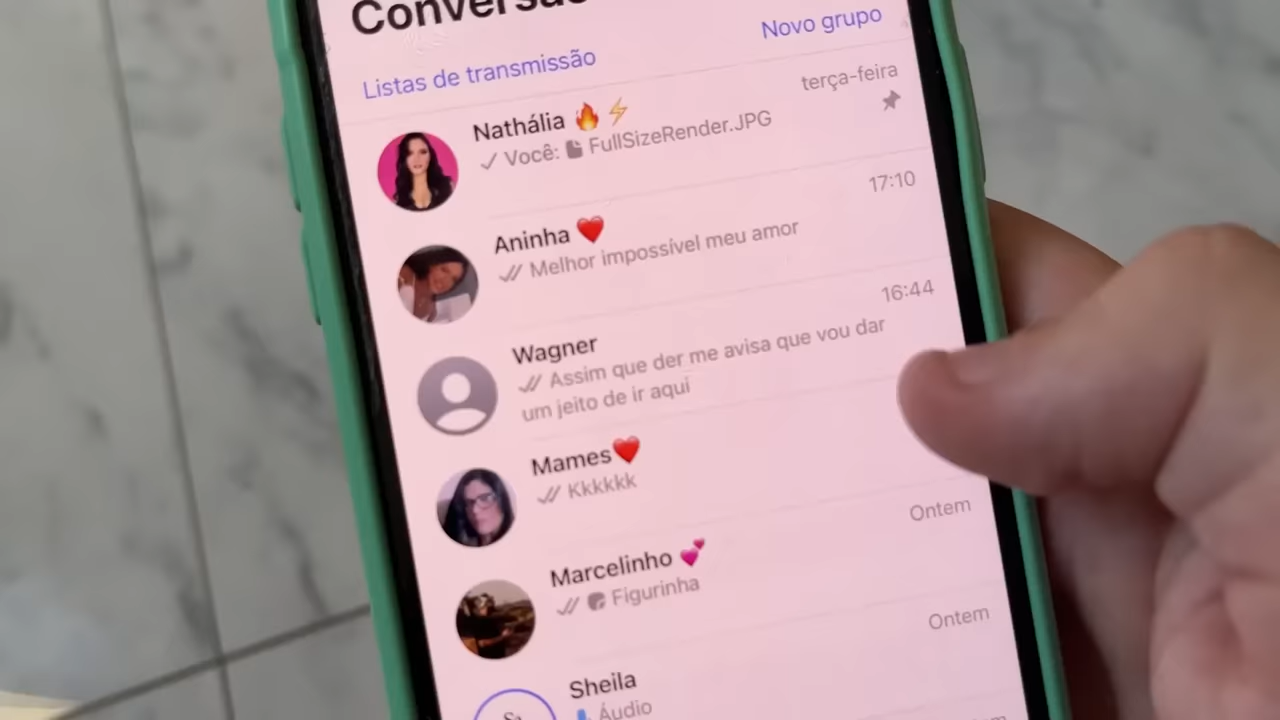 Conversas
Listas de transmissão
Novo grupo
Nathália 🔥⚡
terça-feira
✓ Você: FullSizeRender.JPG
Aninha ❤️
17:10
Melhor impossível meu amor
Wagner
16:44
Assim que der me avisa que vou dar
um jeito de ir aqui
Mames❤️
Kkkkkk
Marcelinho 💕
Ontem
Figurinha
Sheila
Ontem
Áudio